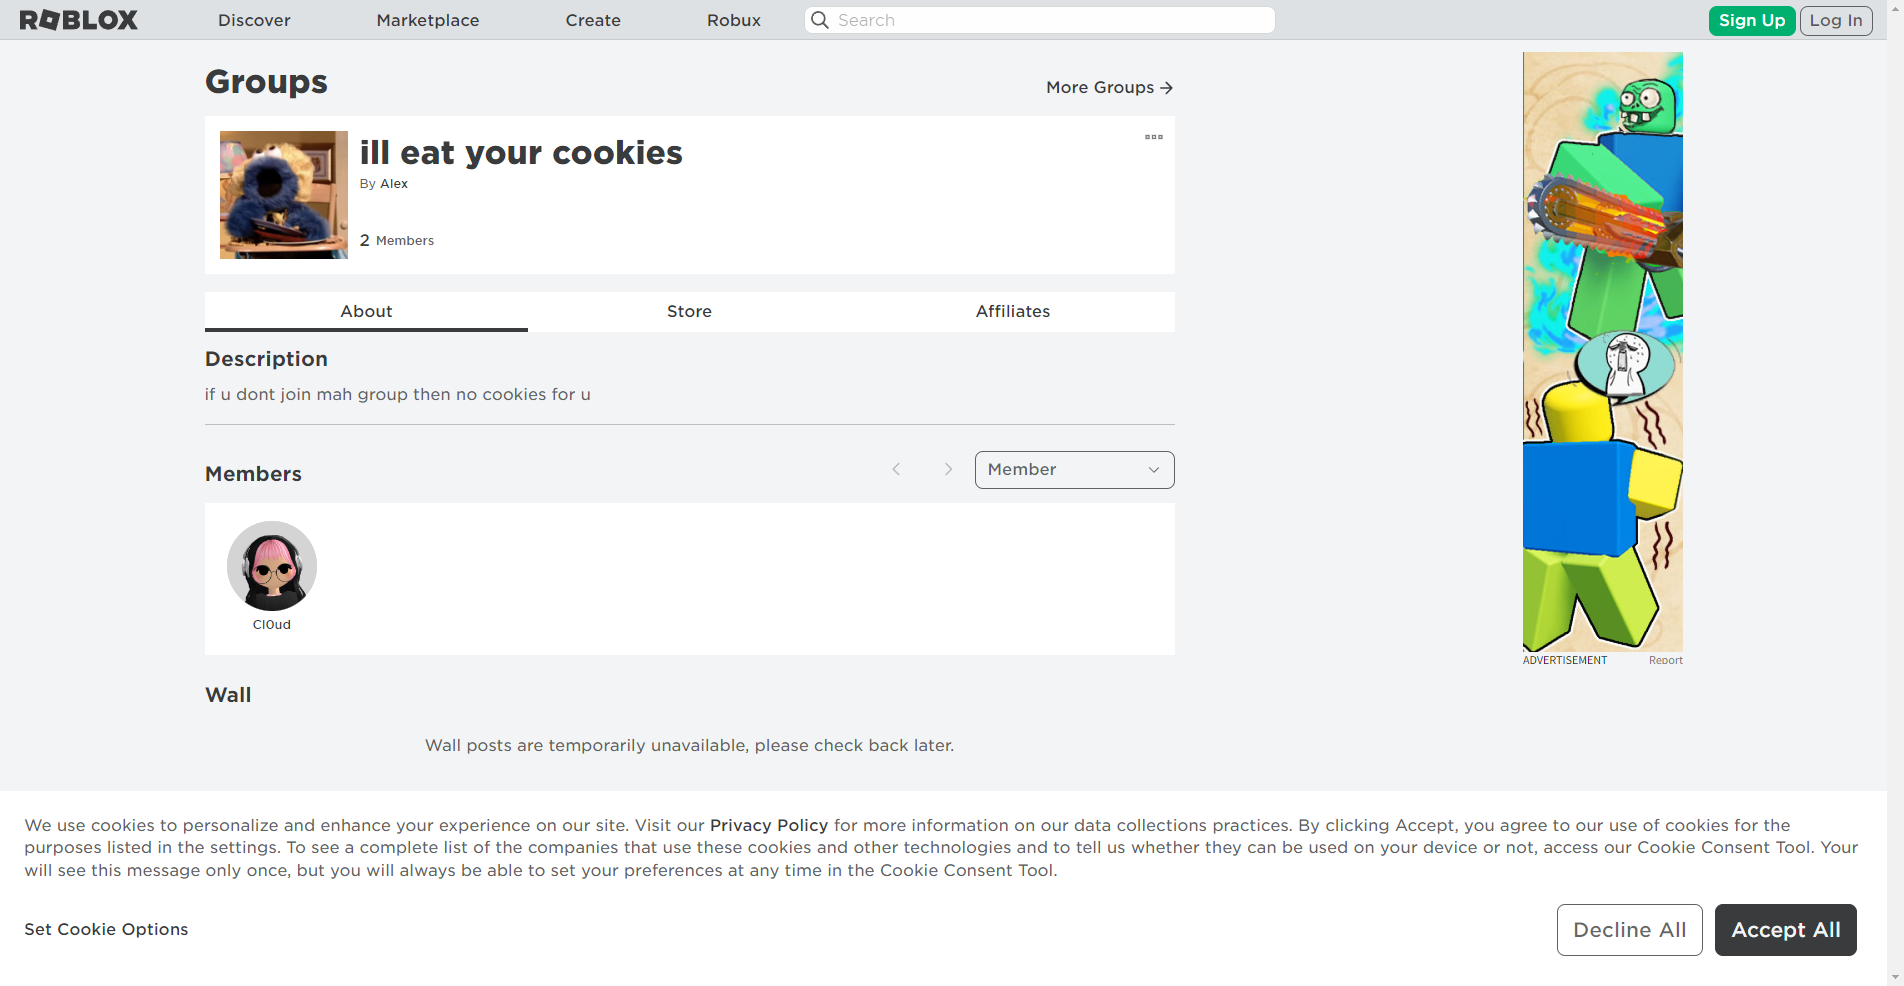 ROBLOX
Discover
Marketplace
Create
Robux
Search
Sign Up
Log In
Groups
More Groups
ill eat your cookies
By Alex
2 Members
About
Store
Affiliates
Description
if u dont join mah group then no cookies for u
Members
Member
Cl0ud
Wall
Wall posts are temporarily unavailable, please check back later.
ADVERTISEMENT
Report
We use cookies to personalize and enhance your experience on our site. Visit our Privacy Policy for more information on our data collections practices. By clicking Accept, you agree to our use of cookies for the
purposes listed in the settings. To see a complete list of the companies that use these cookies and other technologies and to tell us whether they can be used on your device or not, access our Cookie Consent Tool. Your
will see this message only once, but you will always be able to set your preferences at any time in the Cookie Consent Tool.
Set Cookie Options
Decline All
Accept All